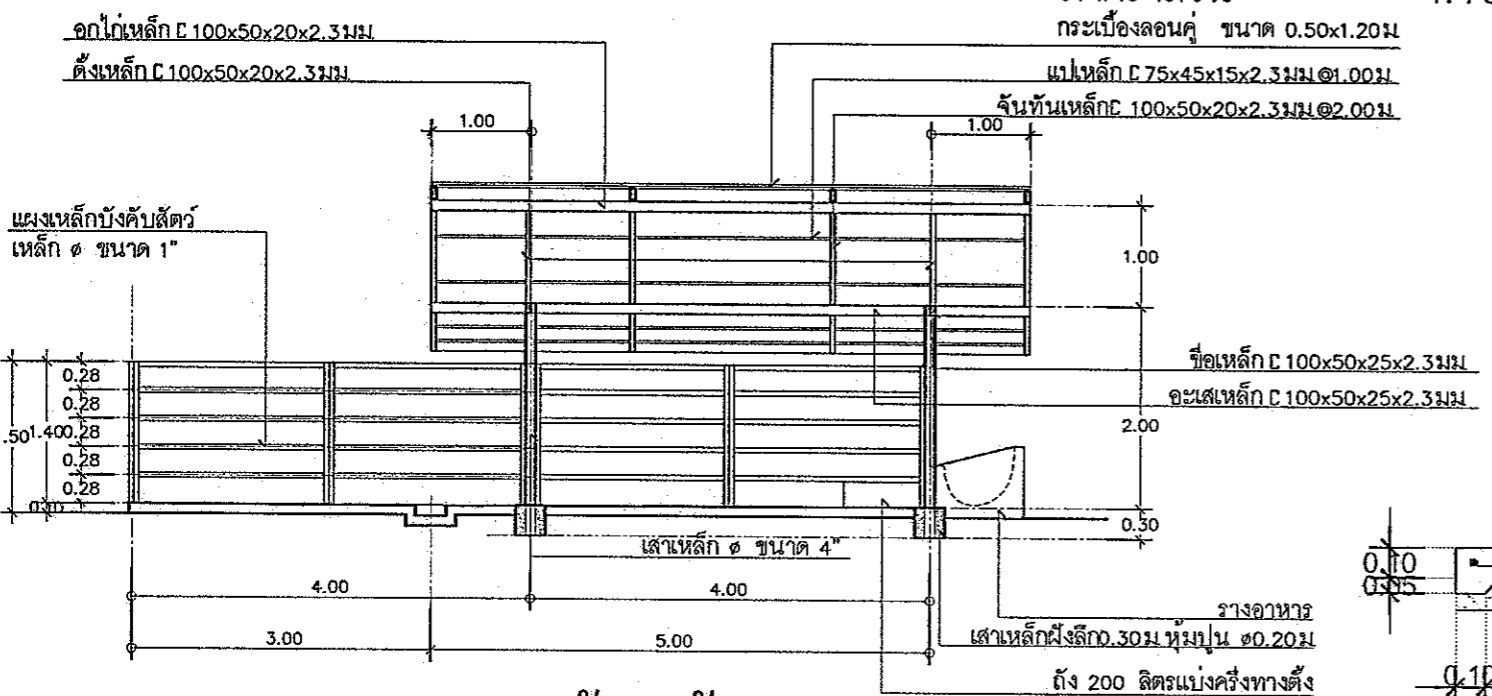 อกไก่เหล็ก C 100x50x20x2.3มม.
ดั้งเหล็ก C 100x50x20x2.3มม.
กระเบื้องลอนคู่ ขนาด 0.50x1.20ม.
แปเหล็ก C 75x45x15x2.3มม.@1.00ม.
จันทันเหล็กC 100x50x20x2.3มม.@2.00ม.
1.00
1.00
แผงเหล็กบังคับสัตว์
เหล็ก ø ขนาด 1"
1.00
ขื่อเหล็ก C 100x50x25x2.3มม.
อะเสเหล็ก C 100x50x25x2.3มม.
0.28
0.28
.50 1.40 0.28
0.28
0.28
2.00
0.30
เสาเหล็ก ø ขนาด 4"
4.00
4.00
3.00
5.00
รางอาหาร
เสาเหล็กฝังลึก0.30ม.หุ้มปูน ø0.20ม.
ถัง 200 ลิตรแบ่งครึ่งทางตั้ง
0.10
0.05
0.10